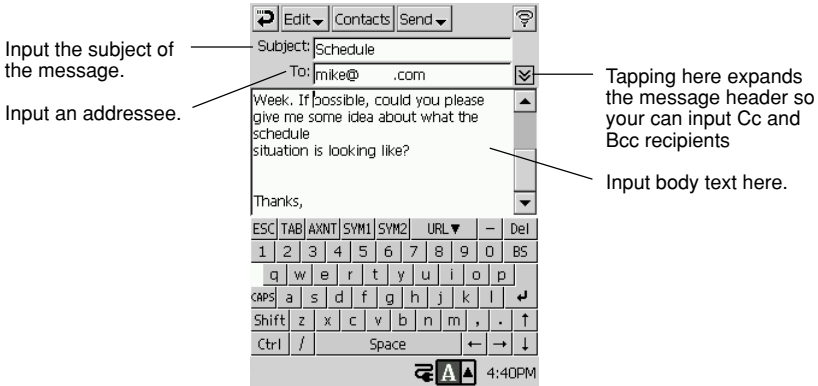 Edit Contacts Send
Input the subject of
the message.
Subject: Schedule
Input an addressee.
To: mike@ .com
Tapping here expands
the message header so
your can input Cc and
Bcc recipients
Week. If possible, could you please
give me some idea about what the
schedule
situation is looking like?
Input body text here.
Thanks,
ESC TAB AXNT SYM1 SYM2 URL▼ – Del
1 2 3 4 5 6 7 8 9 0 BS
q w e r t y u i o p
CAPS a s d f g h j k l ↵
Shift z x c v b n m , . ↑
Ctrl / Space ← → ↓
A 4:40PM